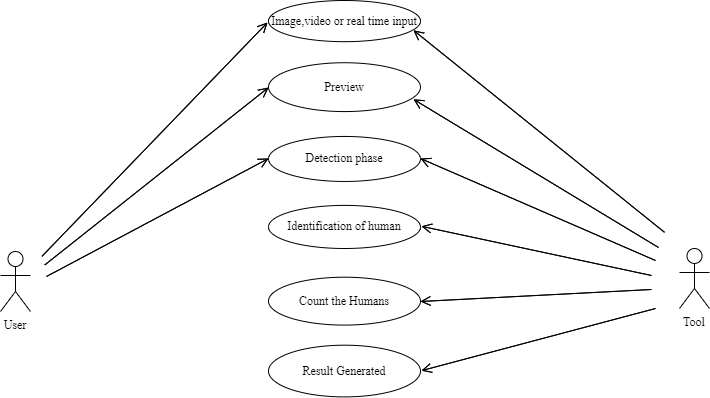 Image,video or real time input
Preview
Detection phase
Identification of human
Count the Humans
Result Generated
User
Tool